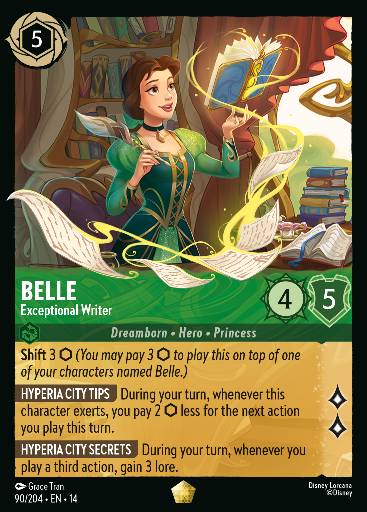 5
BELLE
Exceptional Writer
4
5
Dreamborn • Hero • Princess
Shift 3 ⬡ (You may pay 3 ⬡ to play this on top of one
of your characters named Belle.)
HYPERIA CITY TIPS During your turn, whenever this
character exerts, you pay 2 ⬡ less for the next action
you play this turn.
HYPERIA CITY SECRETS During your turn, whenever you
play a third action, gain 3 lore.
Grace Tran
90/204 • EN • 14
Disney Lorcana
©Disney